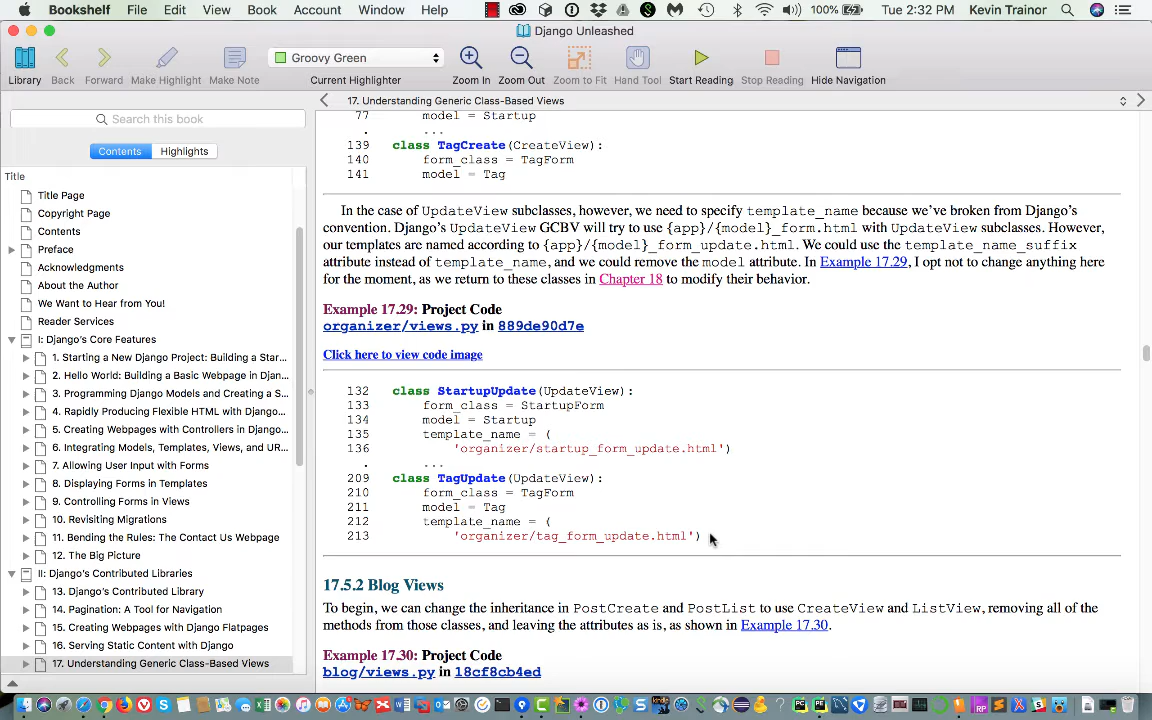 Bookshelf File Edit View Book Account Window Help 100% Tue 2:32 PM Kevin Trainor
Django Unleashed
Groovy Green
Library Back Forward Make Highlight Make Note Current Highlighter Zoom In Zoom Out Zoom to Fit Hand Tool Start Reading Stop Reading Hide Navigation
17. Understanding Generic Class-Based Views
Search this book
Contents Highlights
Title
Title Page
Copyright Page
Contents
Preface
Acknowledgments
About the Author
We Want to Hear from You!
Reader Services
I: Django's Core Features
1. Starting a New Django Project: Building a Star...
2. Hello World: Building a Basic Webpage in Djan...
3. Programming Django Models and Creating a S...
4. Rapidly Producing Flexible HTML with Django...
5. Creating Webpages with Controllers in Django...
6. Integrating Models, Templates, Views, and UR...
7. Allowing User Input with Forms
8. Displaying Forms in Templates
9. Controlling Forms in Views
10. Revisiting Migrations
11. Bending the Rules: The Contact Us Webpage
12. The Big Picture
II: Django's Contributed Libraries
13. Django's Contributed Library
14. Pagination: A Tool for Navigation
15. Creating Webpages with Django Flatpages
16. Serving Static Content with Django
17. Understanding Generic Class-Based Views
77 model = Startup
. ...
139 class TagCreate(CreateView):
140 form_class = TagForm
141 model = Tag
In the case of UpdateView subclasses, however, we need to specify template_name because we've broken from Django's
convention. Django's UpdateView GCBV will try to use {app}/{model}_form.html with UpdateView subclasses. However,
our templates are named according to {app}/{model}_form_update.html. We could use the template_name_suffix
attribute instead of template_name, and we could remove the model attribute. In Example 17.29, I opt not to change anything here
for the moment, as we return to these classes in Chapter 18 to modify their behavior.
Example 17.29: Project Code
organizer/views.py in 889de90d7e
Click here to view code image
132 class StartupUpdate(UpdateView):
133 form_class = StartupForm
134 model = Startup
135 template_name = (
136 'organizer/startup_form_update.html')
. ...
209 class TagUpdate(UpdateView):
210 form_class = TagForm
211 model = Tag
212 template_name = (
213 'organizer/tag_form_update.html')
17.5.2 Blog Views
To begin, we can change the inheritance in PostCreate and PostList to use CreateView and ListView, removing all of the
methods from those classes, and leaving the attributes as is, as shown in Example 17.30.
Example 17.30: Project Code
blog/views.py in 18cf8cb4ed